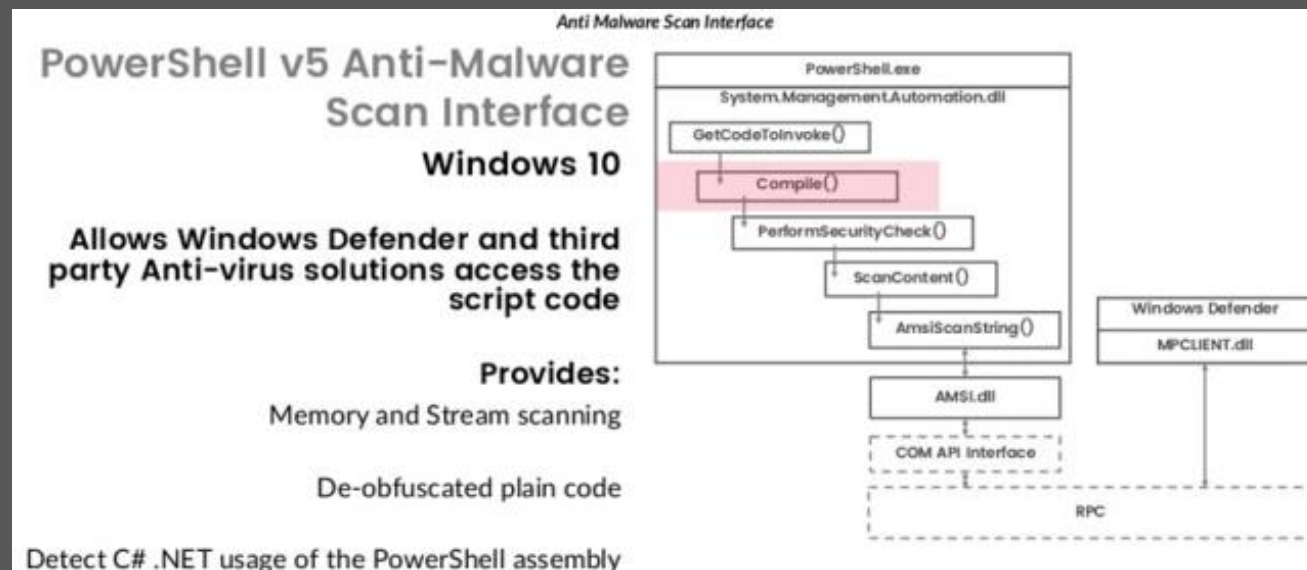 Anti Malware Scan Interface
PowerShell v5 Anti-Malware
Scan Interface
Windows 10
Allows Windows Defender and third
party Anti-virus solutions access the
script code
Provides:
Memory and Stream scanning
De-obfuscated plain code
Detect C# .NET usage of the PowerShell assembly
PowerShell.exe
System.Management.Automation.dll
GetCodeToInvoke()
Compile()
PerformSecurityCheck()
ScanContent()
AmsiScanString()
AMSI.dll
COM API Interface
RPC
Windows Defender
MPCLIENT.dll